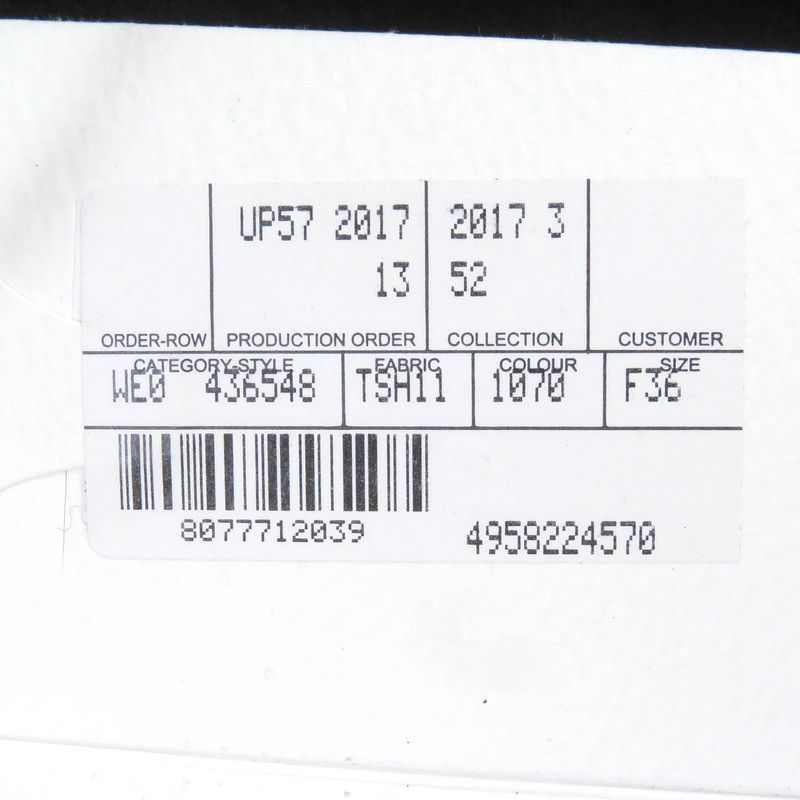 UP57 2017 2017 3
13 52
ORDER-ROW PRODUCTION ORDER COLLECTION CUSTOMER
CATEGORY-STYLE FABRIC COLOUR SIZE
WE0 436548 TSH11 1070 F36
8077712039 4958224570